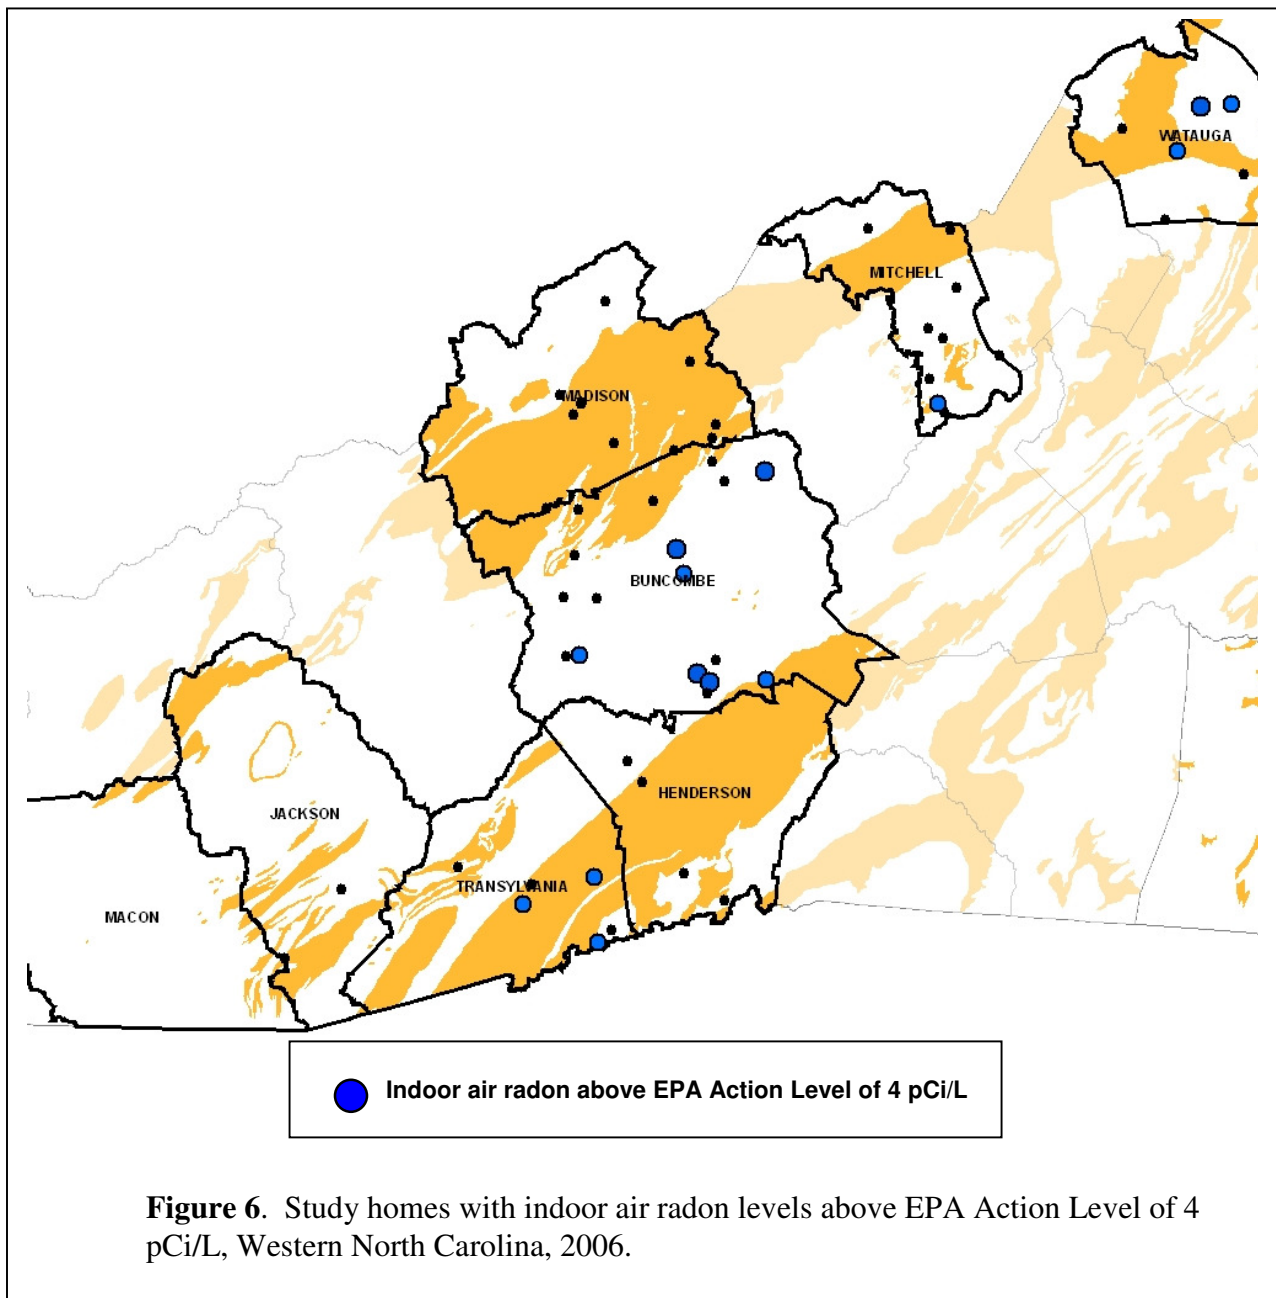 WATAUGA
MITCHELL
MADISON
BUNCOMBE
HENDERSON
JACKSON
TRANSYLVANIA
MACON
Indoor air radon above EPA Action Level of 4 pCi/L
Figure 6.  Study homes with indoor air radon levels above EPA Action Level of 4
pCi/L, Western North Carolina, 2006.